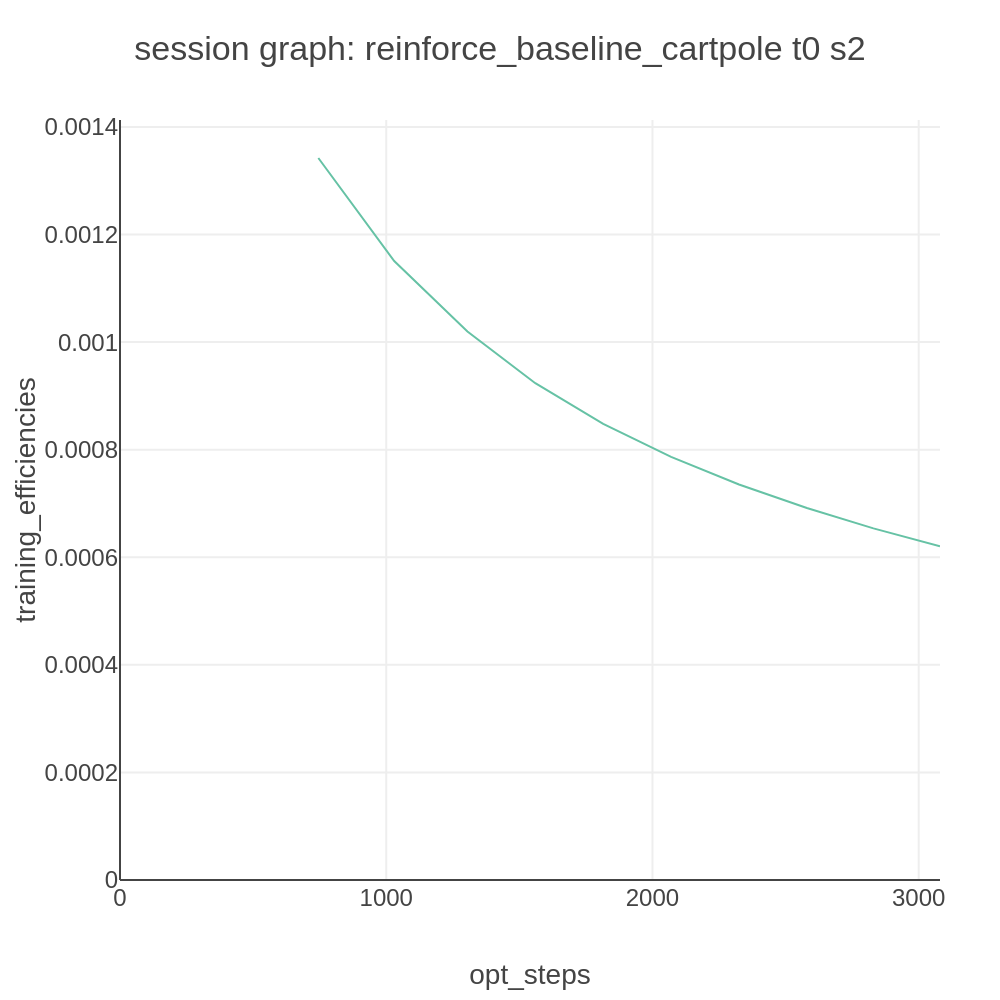 session graph: reinforce_baseline_cartpole t0 s2
training_efficiencies
0.0014
0.0012
0.001
0.0008
0.0006
0.0004
0.0002
0
0 1000 2000 3000
opt_steps